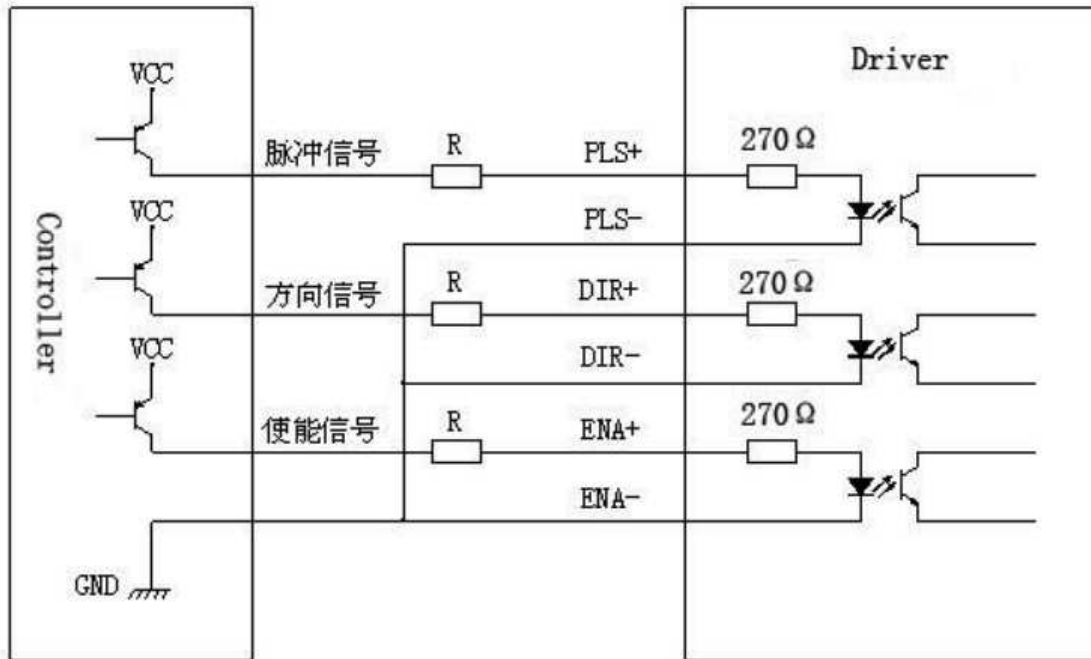 Driver
VCC
脉冲信号
R
PLS+
270Ω
PLS-
Controller
VCC
方向信号
R
DIR+
270Ω
DIR-
VCC
使能信号
R
ENA+
270Ω
ENA-
GND